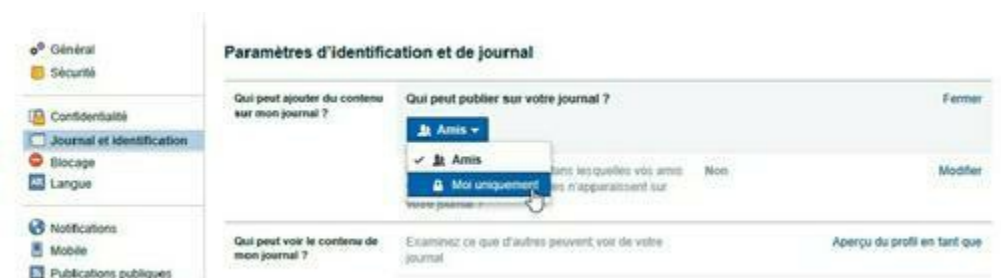 Général
Sécurité
Confidentialité
Journal et identification
Blocage
Langue
Notifications
Mobile
Publications publiques
Paramètres d'identification et de journal
Qui peut ajouter du contenu
sur mon journal ?
Qui peut publier sur votre journal ?
Fermer
Amis
Amis
Moi uniquement
dans lesquelles vos amis
n'apparaissent sur
votre journal ?
Non
Modifier
Qui peut voir le contenu de
mon journal ?
Examinez ce que d'autres peuvent voir de votre
journal
Aperçu du profil en tant que